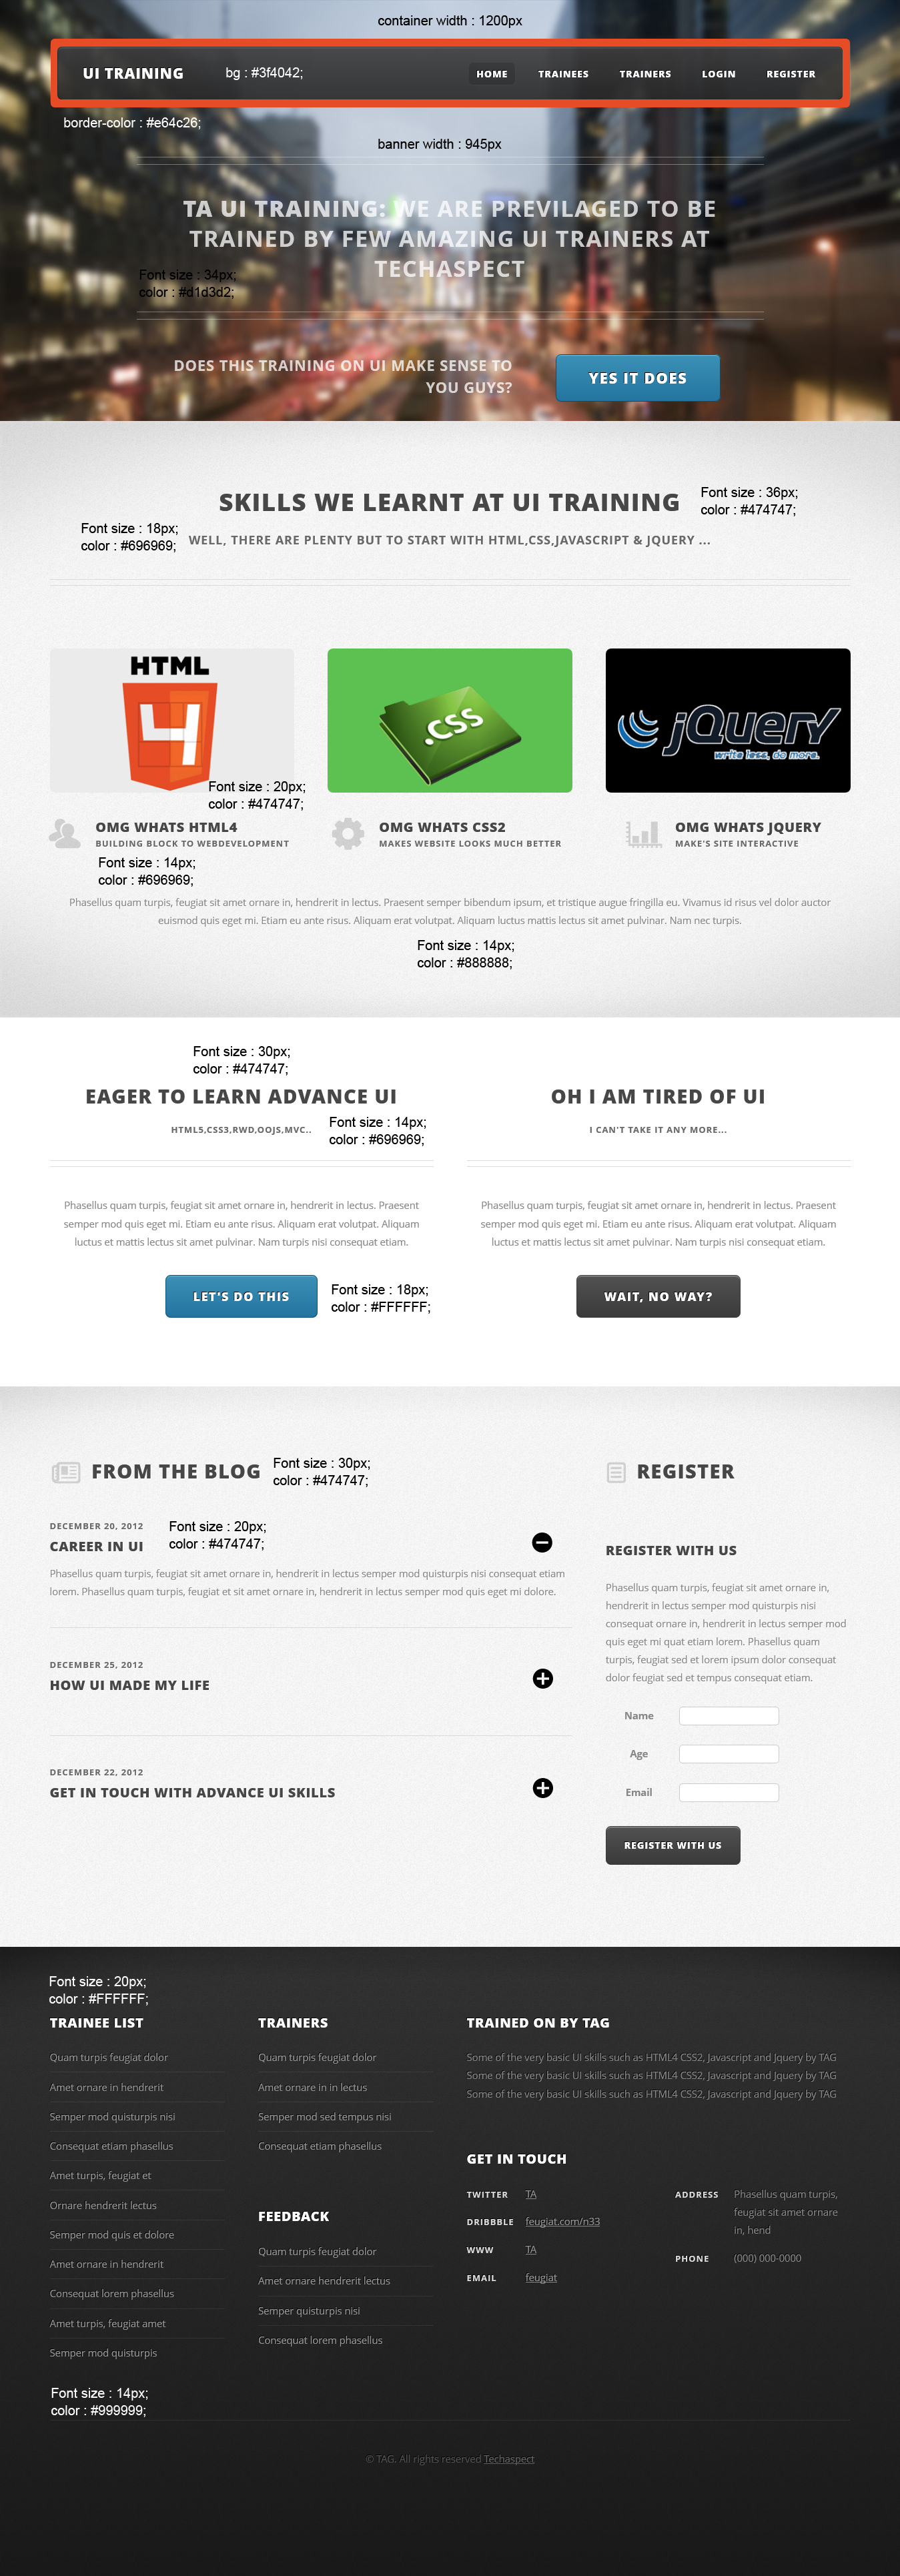 container width : 1200px
UI TRAINING
bg : #3f4042;
HOME
TRAINEES
TRAINERS
LOGIN
REGISTER
border-color : #e64c26;
banner width : 945px
TA UI TRAINING: WE ARE PREVILAGED TO BE
TRAINED BY FEW AMAZING UI TRAINERS AT
TECHASPECT
Font size : 34px;
color : #d1d3d2;
DOES THIS TRAINING ON UI MAKE SENSE TO
YOU GUYS?
YES IT DOES
SKILLS WE LEARNT AT UI TRAINING
Font size : 36px;
color : #474747;
Font size : 18px;
color : #696969;
WELL, THERE ARE PLENTY BUT TO START WITH HTML,CSS,JAVASCRIPT & JQUERY ...
HTML
4
.CSS
jQuery
write less, do more.
Font size : 20px;
color : #474747;
OMG WHATS HTML4
BUILDING BLOCK TO WEBDEVELOPMENT
OMG WHATS CSS2
MAKES WEBSITE LOOKS MUCH BETTER
OMG WHATS JQUERY
MAKE'S SITE INTERACTIVE
Font size : 14px;
color : #696969;
Phasellus quam turpis, feugiat sit amet ornare in, hendrerit in lectus. Praesent semper bibendum ipsum, et tristique augue fringilla eu. Vivamus id risus vel dolor auctor
euismod quis eget mi. Etiam eu ante risus. Aliquam erat volutpat. Aliquam luctus mattis lectus sit amet pulvinar. Nam nec turpis.
Font size : 14px;
color : #888888;
Font size : 30px;
color : #474747;
EAGER TO LEARN ADVANCE UI
HTML5,CSS3,RWD,OOJS,MVC..
Font size : 14px;
color : #696969;
Phasellus quam turpis, feugiat sit amet ornare in, hendrerit in lectus. Praesent
semper mod quis eget mi. Etiam eu ante risus. Aliquam erat volutpat. Aliquam
luctus et mattis lectus sit amet pulvinar. Nam turpis nisi consequat etiam.
LET'S DO THIS
Font size : 18px;
color : #FFFFFF;
OH I AM TIRED OF UI
I CAN'T TAKE IT ANY MORE...
Phasellus quam turpis, feugiat sit amet ornare in, hendrerit in lectus. Praesent
semper mod quis eget mi. Etiam eu ante risus. Aliquam erat volutpat. Aliquam
luctus et mattis lectus sit amet pulvinar. Nam turpis nisi consequat etiam.
WAIT, NO WAY?
FROM THE BLOG
Font size : 30px;
color : #474747;
DECEMBER 20, 2012
CAREER IN UI
Font size : 20px;
color : #474747;
Phasellus quam turpis, feugiat sit amet ornare in, hendrerit in lectus semper mod quisturpis nisi consequat etiam
lorem. Phasellus quam turpis, feugiat et sit amet ornare in, hendrerit in lectus semper mod quis eget mi dolore.
DECEMBER 25, 2012
HOW UI MADE MY LIFE
DECEMBER 22, 2012
GET IN TOUCH WITH ADVANCE UI SKILLS
REGISTER
REGISTER WITH US
Phasellus quam turpis, feugiat sit amet ornare in,
hendrerit in lectus semper mod quisturpis nisi
consequat ornare in, hendrerit in lectus semper mod
quis eget mi quat etiam lorem. Phasellus quam
turpis, feugiat sed et lorem ipsum dolor consequat
dolor feugiat sed et tempus consequat etiam.
Name
Age
Email
REGISTER WITH US
Font size : 20px;
color : #FFFFFF;
TRAINEE LIST
Quam turpis feugiat dolor
Amet ornare in hendrerit
Semper mod quisturpis nisi
Consequat etiam phasellus
Amet turpis, feugiat et
Ornare hendrerit lectus
Semper mod quis et dolore
Amet ornare in hendrerit
Consequat lorem phasellus
Amet turpis, feugiat amet
Semper mod quisturpis
Font size : 14px;
color : #999999;
TRAINERS
Quam turpis feugiat dolor
Amet ornare in in lectus
Semper mod sed tempus nisi
Consequat etiam phasellus
FEEDBACK
Quam turpis feugiat dolor
Amet ornare hendrerit lectus
Semper quisturpis nisi
Consequat lorem phasellus
TRAINED ON BY TAG
Some of the very basic UI skills such as HTML4 CSS2, Javascript and Jquery by TAG
Some of the very basic UI skills such as HTML4 CSS2, Javascript and Jquery by TAG
Some of the very basic UI skills such as HTML4 CSS2, Javascript and Jquery by TAG
GET IN TOUCH
TWITTER TA
DRIBBBLE feugiat.com/n33
WWW TA
EMAIL feugiat
ADDRESS Phasellus quam turpis,
feugiat sit amet ornare
in, hend
PHONE (000) 000-0000
© TAG. All rights reserved Techaspect